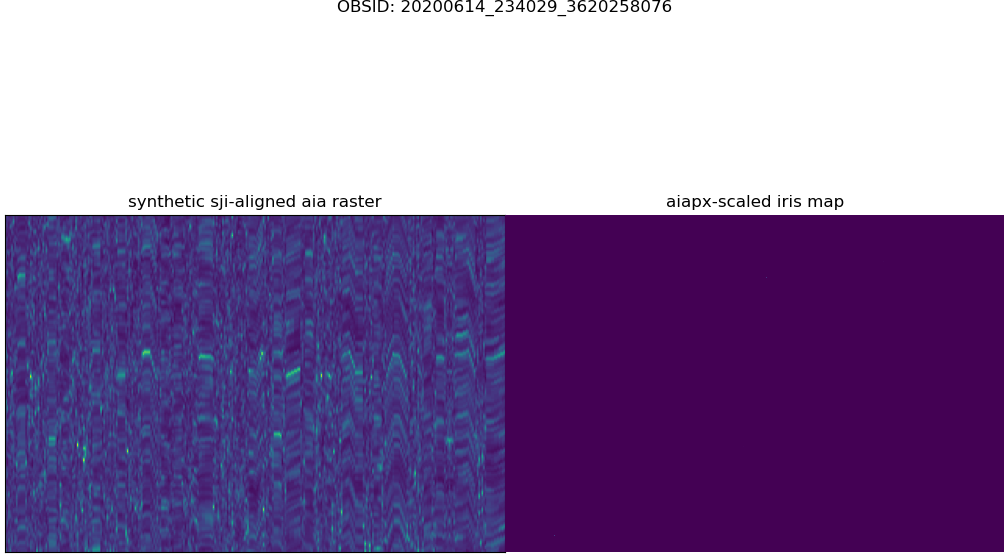 OBSID: 20200614_234029_3620258076
synthetic sji-aligned aia raster
aiapx-scaled iris map